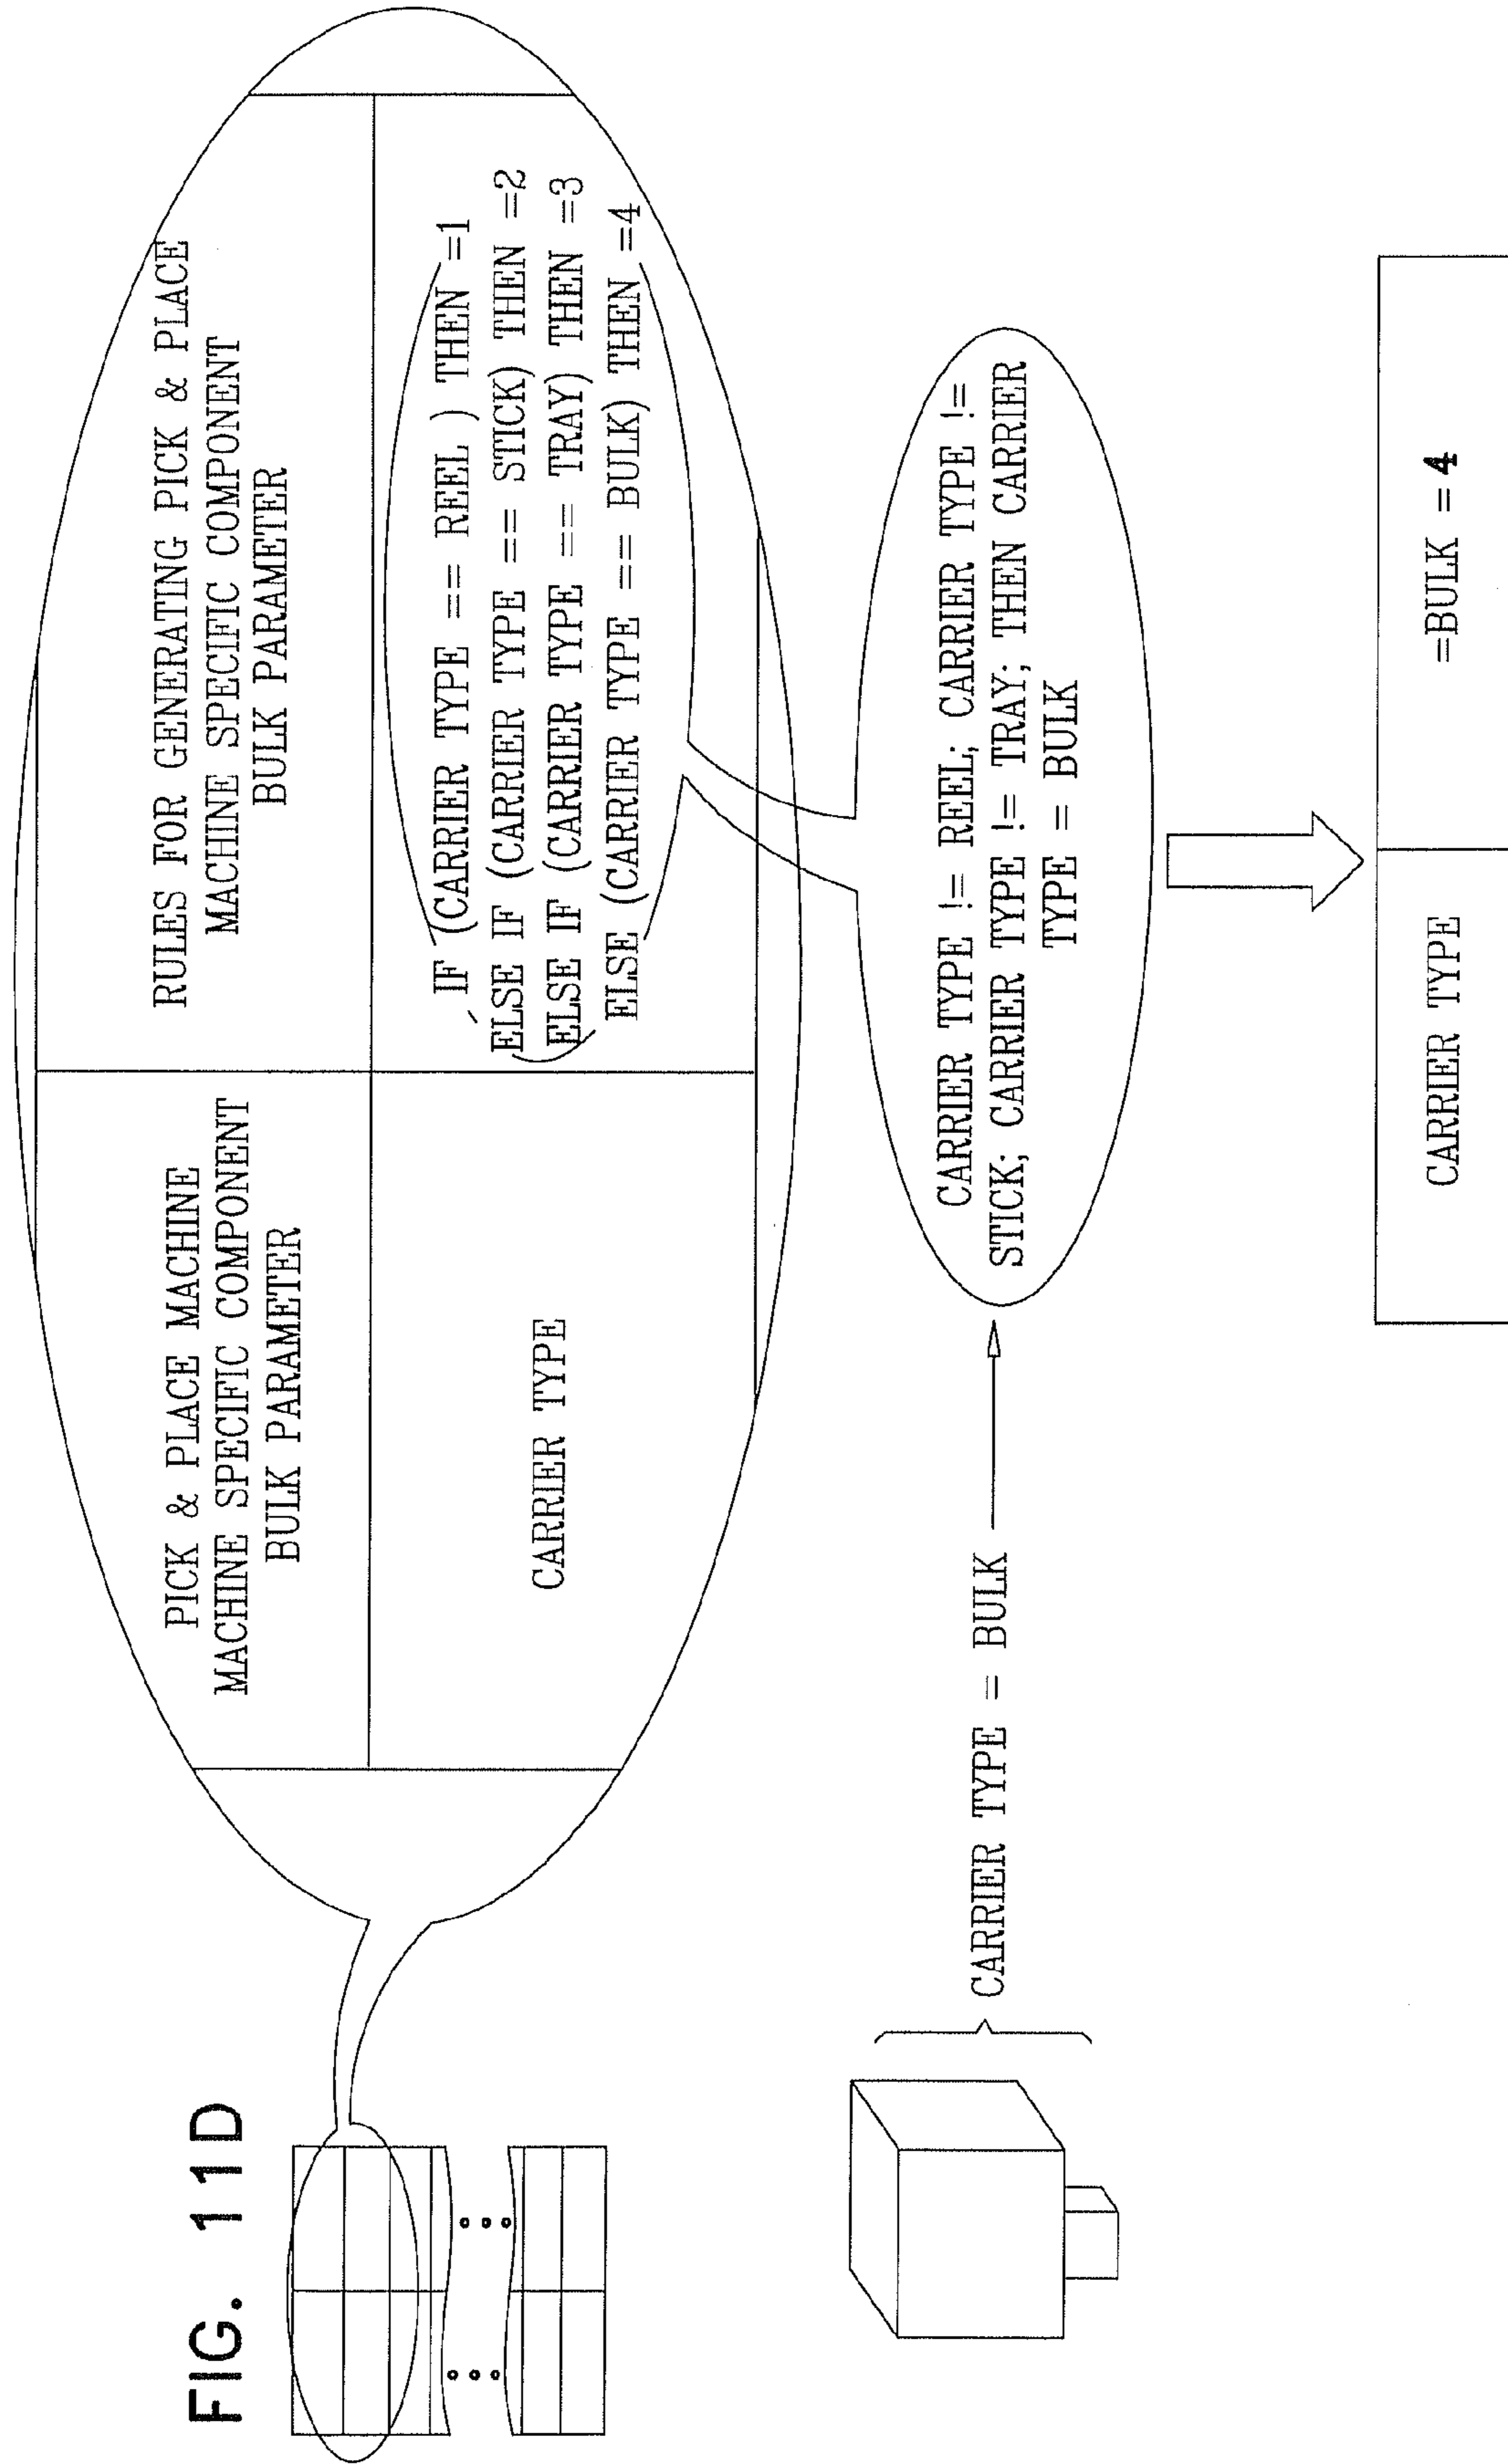 FIG. 11D
PICK & PLACE MACHINE
MACHINE SPECIFIC COMPONENT
BULK PARAMETER
RULES FOR GENERATING PICK & PLACE
MACHINE SPECIFIC COMPONENT
BULK PARAMETER
CARRIER TYPE
IF (CARRIER TYPE == REEL ) THEN =1
ELSE IF (CARRIER TYPE == STICK) THEN =2
ELSE IF (CARRIER TYPE == TRAY) THEN =3
ELSE (CARRIER TYPE == BULK) THEN =4
CARRIER TYPE = BULK
CARRIER TYPE != REEL; CARRIER TYPE !=
STICK; CARRIER TYPE != TRAY; THEN CARRIER
TYPE = BULK
CARRIER TYPE
=BULK =4